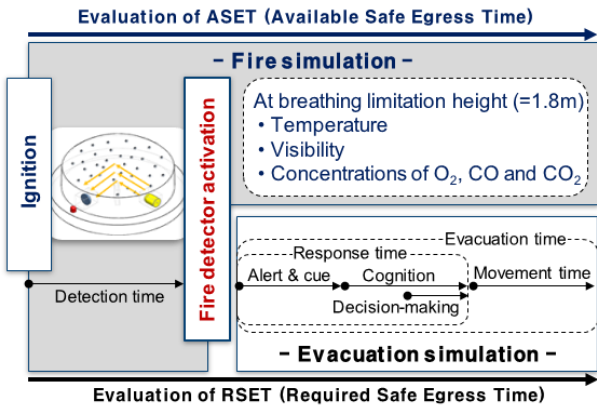 Evaluation of ASET (Available Safe Egress Time)
– Fire simulation –
Ignition
Fire detector activation
At breathing limitation height (=1.8m)
• Temperature
• Visibility
• Concentrations of O₂, CO and CO₂
Evacuation time
Response time
Alert & cue
Cognition
Movement time
Detection time
Decision-making
– Evacuation simulation –
Evaluation of RSET (Required Safe Egress Time)